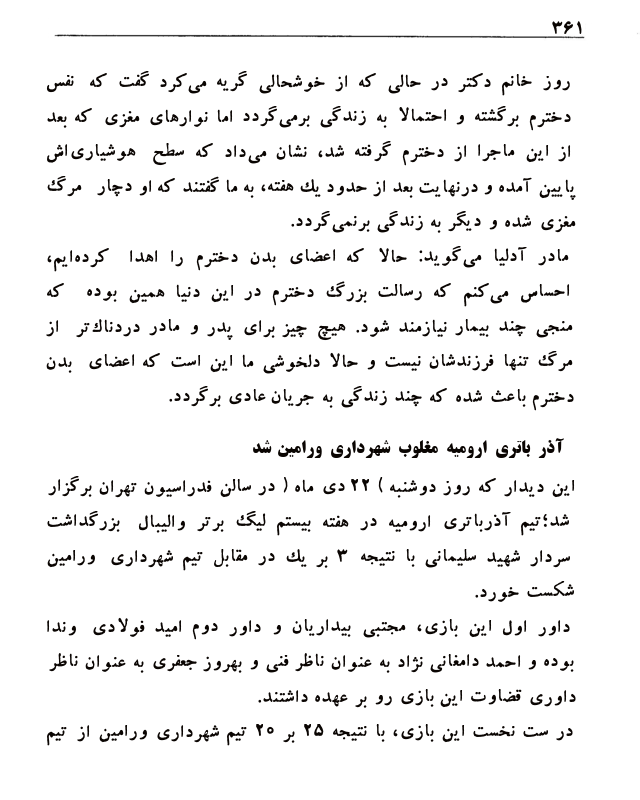 ۳۶۱
روز خانم دکتر در حالی که از خوشحالی گریه می‌کرد گفت که نفس
دخترم برگشته و احتمالا به زندگی برمی‌گردد اما نوارهای مغزی که بعد
از این ماجرا از دخترم گرفته شد، نشان می‌داد که سطح هوشیاری‌اش
پایین آمده و درنهایت بعد از حدود یك هفته، به ما گفتند که او دچار مرگ
مغزی شده و دیگر به زندگی برنمی‌گردد.
مادر آدلیا می‌گوید: حالا که اعضای بدن دخترم را اهدا کرده‌ایم،
احساس می‌کنم که رسالت بزرگ دخترم در این دنیا همین بوده که
منجی چند بیمار نیازمند شود. هیچ چیز برای پدر و مادر دردناك‌تر از
مرگ تنها فرزندشان نیست و حالا دلخوشی ما این است که اعضای بدن
دخترم باعث شده که چند زندگی به جریان عادی برگردد.
آذر باتری ارومیه مغلوب شهرداری ورامین شد
این دیدار که روز دوشنبه ) ۲۲ دی ماه ( در سالن فدراسیون تهران برگزار
شد؛تیم آذرباتری ارومیه در هفته بیستم لیگ برتر والیبال بزرگداشت
سردار شهید سلیمانی با نتیجه ۳ بر یك در مقابل تیم شهرداری ورامین
شکست خورد.
داور اول این بازی، مجتبی بیداریان و داور دوم امید فولادی وندا
بوده و احمد دامغانی نژاد به عنوان ناظر فنی و بهروز جعفری به عنوان ناظر
داوری قضاوت این بازی رو بر عهده داشتند.
در ست نخست این بازی، با نتیجه ۲۵ بر ۲۰ تیم شهرداری ورامین از تیم